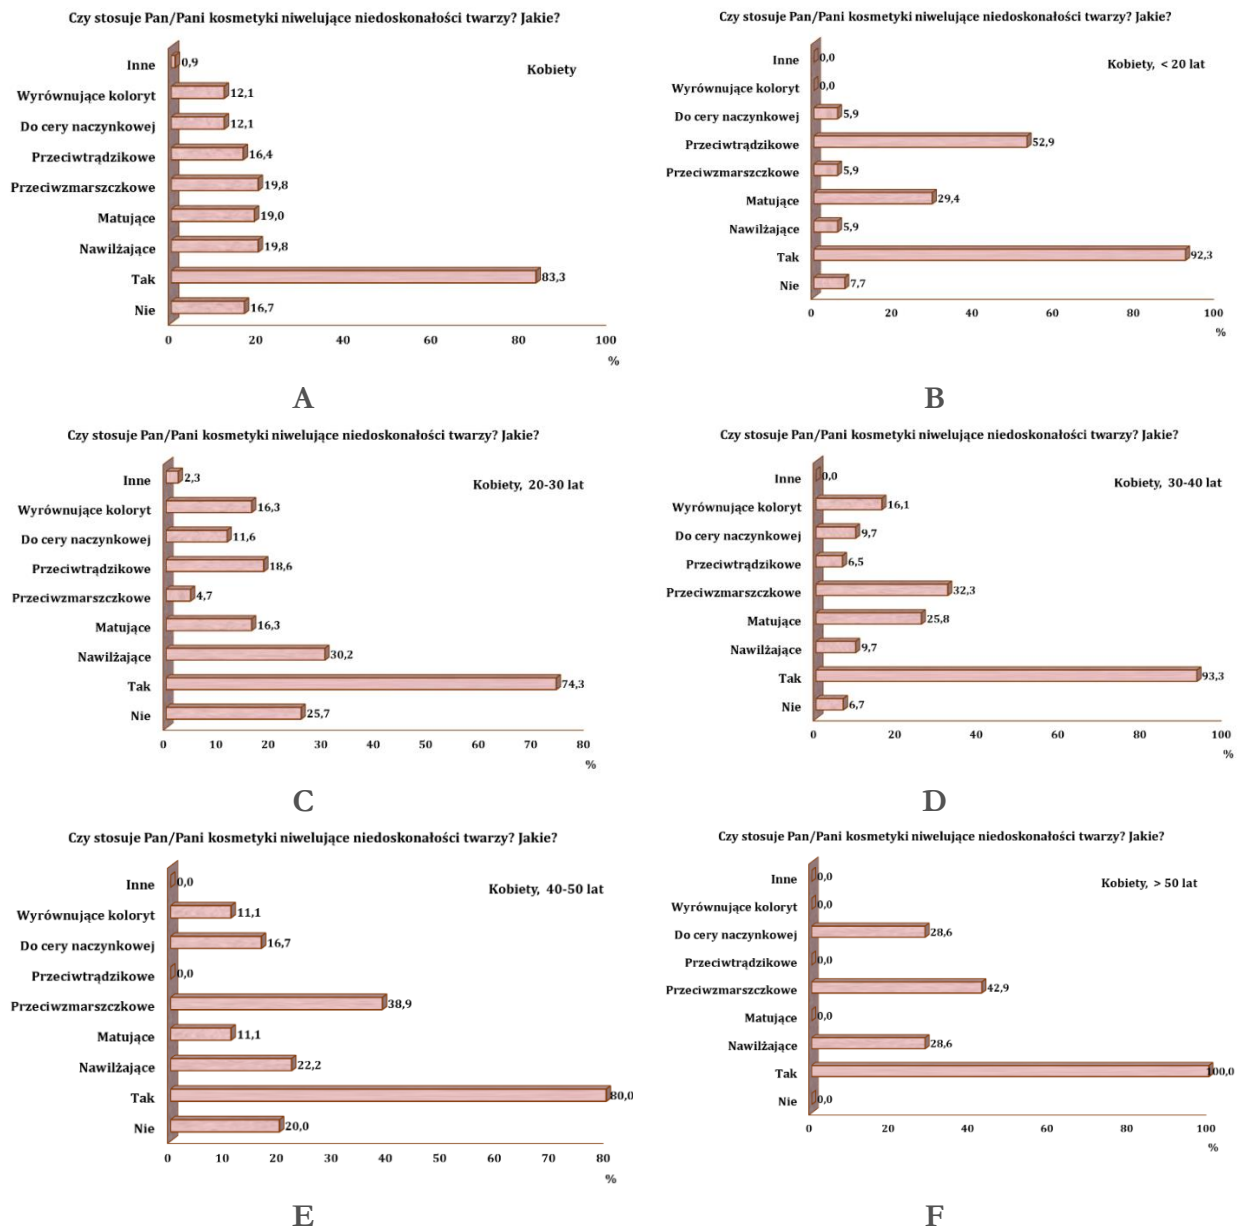 Czy stosuje Pan/Pani kosmetyki niwelujące niedoskonałości twarzy? Jakie?
Kobiety
Inne 0,9
Wyrównujące koloryt 12,1
Do cery naczynkowej 12,1
Przeciwtrądzikowe 16,4
Przeciwzmarszczkowe 19,8
Matujące 19,0
Nawilżające 19,8
Tak 83,3
Nie 16,7
0 20 40 60 80 100
%
A
Czy stosuje Pan/Pani kosmetyki niwelujące niedoskonałości twarzy? Jakie?
Kobiety, < 20 lat
Inne 0,0
Wyrównujące koloryt 0,0
Do cery naczynkowej 5,9
Przeciwtrądzikowe 52,9
Przeciwzmarszczkowe 5,9
Matujące 29,4
Nawilżające 5,9
Tak 92,3
Nie 7,7
0 20 40 60 80 100
%
B
Czy stosuje Pan/Pani kosmetyki niwelujące niedoskonałości twarzy? Jakie?
Kobiety, 20-30 lat
Inne 2,3
Wyrównujące koloryt 16,3
Do cery naczynkowej 11,6
Przeciwtrądzikowe 18,6
Przeciwzmarszczkowe 4,7
Matujące 16,3
Nawilżające 30,2
Tak 74,3
Nie 25,7
0 10 20 30 40 50 60 70 80
%
C
Czy stosuje Pan/Pani kosmetyki niwelujące niedoskonałości twarzy? Jakie?
Kobiety, 30-40 lat
Inne 0,0
Wyrównujące koloryt 16,1
Do cery naczynkowej 9,7
Przeciwtrądzikowe 6,5
Przeciwzmarszczkowe 32,3
Matujące 25,8
Nawilżające 9,7
Tak 93,3
Nie 6,7
0 20 40 60 80 100
%
D
Czy stosuje Pan/Pani kosmetyki niwelujące niedoskonałości twarzy? Jakie?
Kobiety, 40-50 lat
Inne 0,0
Wyrównujące koloryt 11,1
Do cery naczynkowej 16,7
Przeciwtrądzikowe 0,0
Przeciwzmarszczkowe 38,9
Matujące 11,1
Nawilżające 22,2
Tak 80,0
Nie 20,0
0 10 20 30 40 50 60 70 80
%
E
Czy stosuje Pan/Pani kosmetyki niwelujące niedoskonałości twarzy? Jakie?
Kobiety, > 50 lat
Inne 0,0
Wyrównujące koloryt 0,0
Do cery naczynkowej 28,6
Przeciwtrądzikowe 0,0
Przeciwzmarszczkowe 42,9
Matujące 0,0
Nawilżające 28,6
Tak 100,0
Nie 0,0
0 20 40 60 80 100
%
F